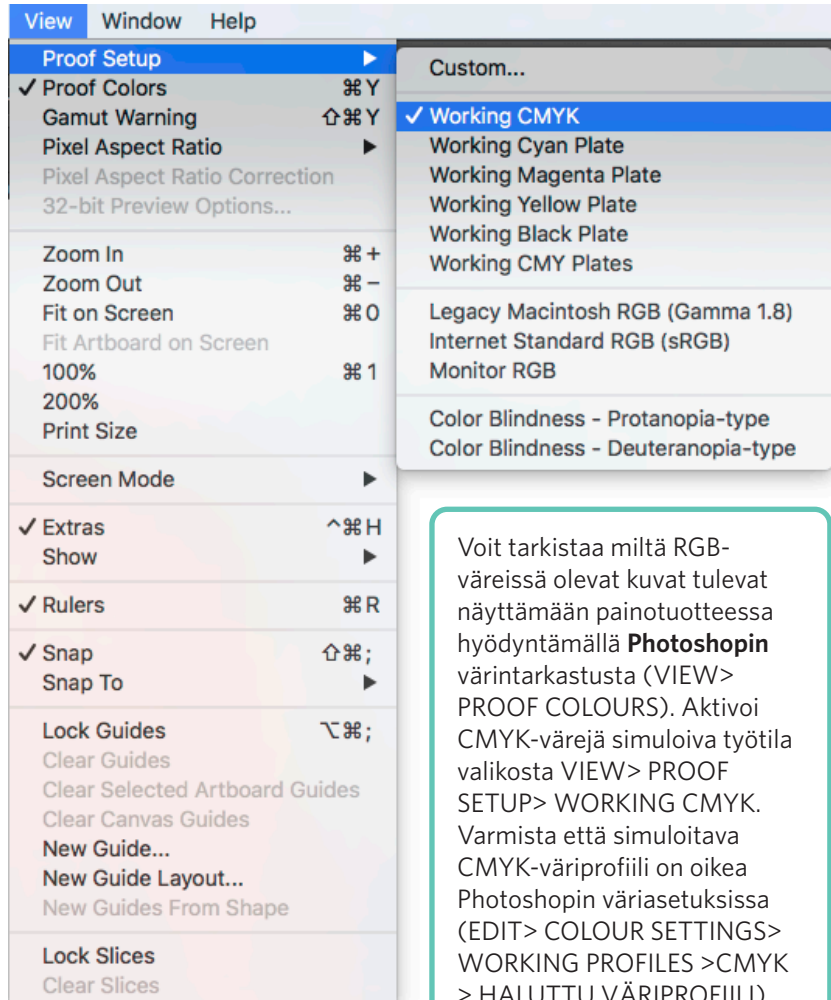 View Window Help
Proof Setup ▶
✓ Proof Colors ⌘Y
Gamut Warning ⇧⌘Y
Pixel Aspect Ratio ▶
Pixel Aspect Ratio Correction
32-bit Preview Options...
Zoom In ⌘+
Zoom Out ⌘−
Fit on Screen ⌘0
Fit Artboard on Screen
100% ⌘1
200%
Print Size
Screen Mode ▶
✓ Extras ^⌘H
Show ▶
✓ Rulers ⌘R
✓ Snap ⇧⌘;
Snap To ▶
Lock Guides ⌥⌘;
Clear Guides
Clear Selected Artboard Guides
Clear Canvas Guides
New Guide...
New Guide Layout...
New Guides From Shape
Lock Slices
Clear Slices
Custom...
✓ Working CMYK
Working Cyan Plate
Working Magenta Plate
Working Yellow Plate
Working Black Plate
Working CMY Plates
Legacy Macintosh RGB (Gamma 1.8)
Internet Standard RGB (sRGB)
Monitor RGB
Color Blindness - Protanopia-type
Color Blindness - Deuteranopia-type
Voit tarkistaa miltä RGB-
väreissä olevat kuvat tulevat
näyttämään painotuotteessa
hyödyntämällä Photoshopin
värintarkastusta (VIEW>
PROOF COLOURS). Aktivoi
CMYK-värejä simuloiva työtila
valikosta VIEW> PROOF
SETUP> WORKING CMYK.
Varmista että simuloitava
CMYK-väriprofiili on oikea
Photoshopin väriasetuksissa
(EDIT> COLOUR SETTINGS>
WORKING PROFILES >CMYK
> HALUTTU VÄRIPROFIILI)